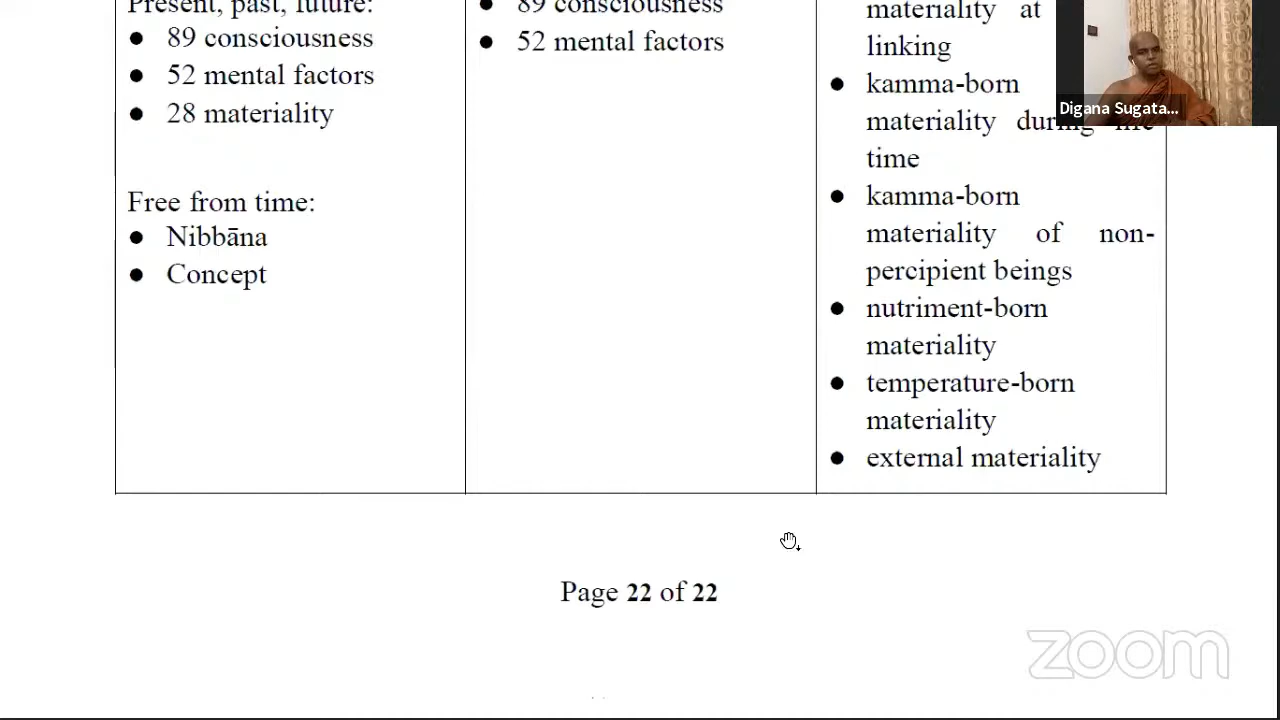 Present, past, future:
● 89 consciousness
● 52 mental factors
● 28 materiality
Free from time:
● Nibbāna
● Concept
● 89 consciousness
● 52 mental factors
materiality at
linking
● kamma-born
materiality during life
time
● kamma-born
materiality of non-
percipient beings
● nutriment-born
materiality
● temperature-born
materiality
● external materiality
Page 22 of 22
Digana Sugata...
zoom